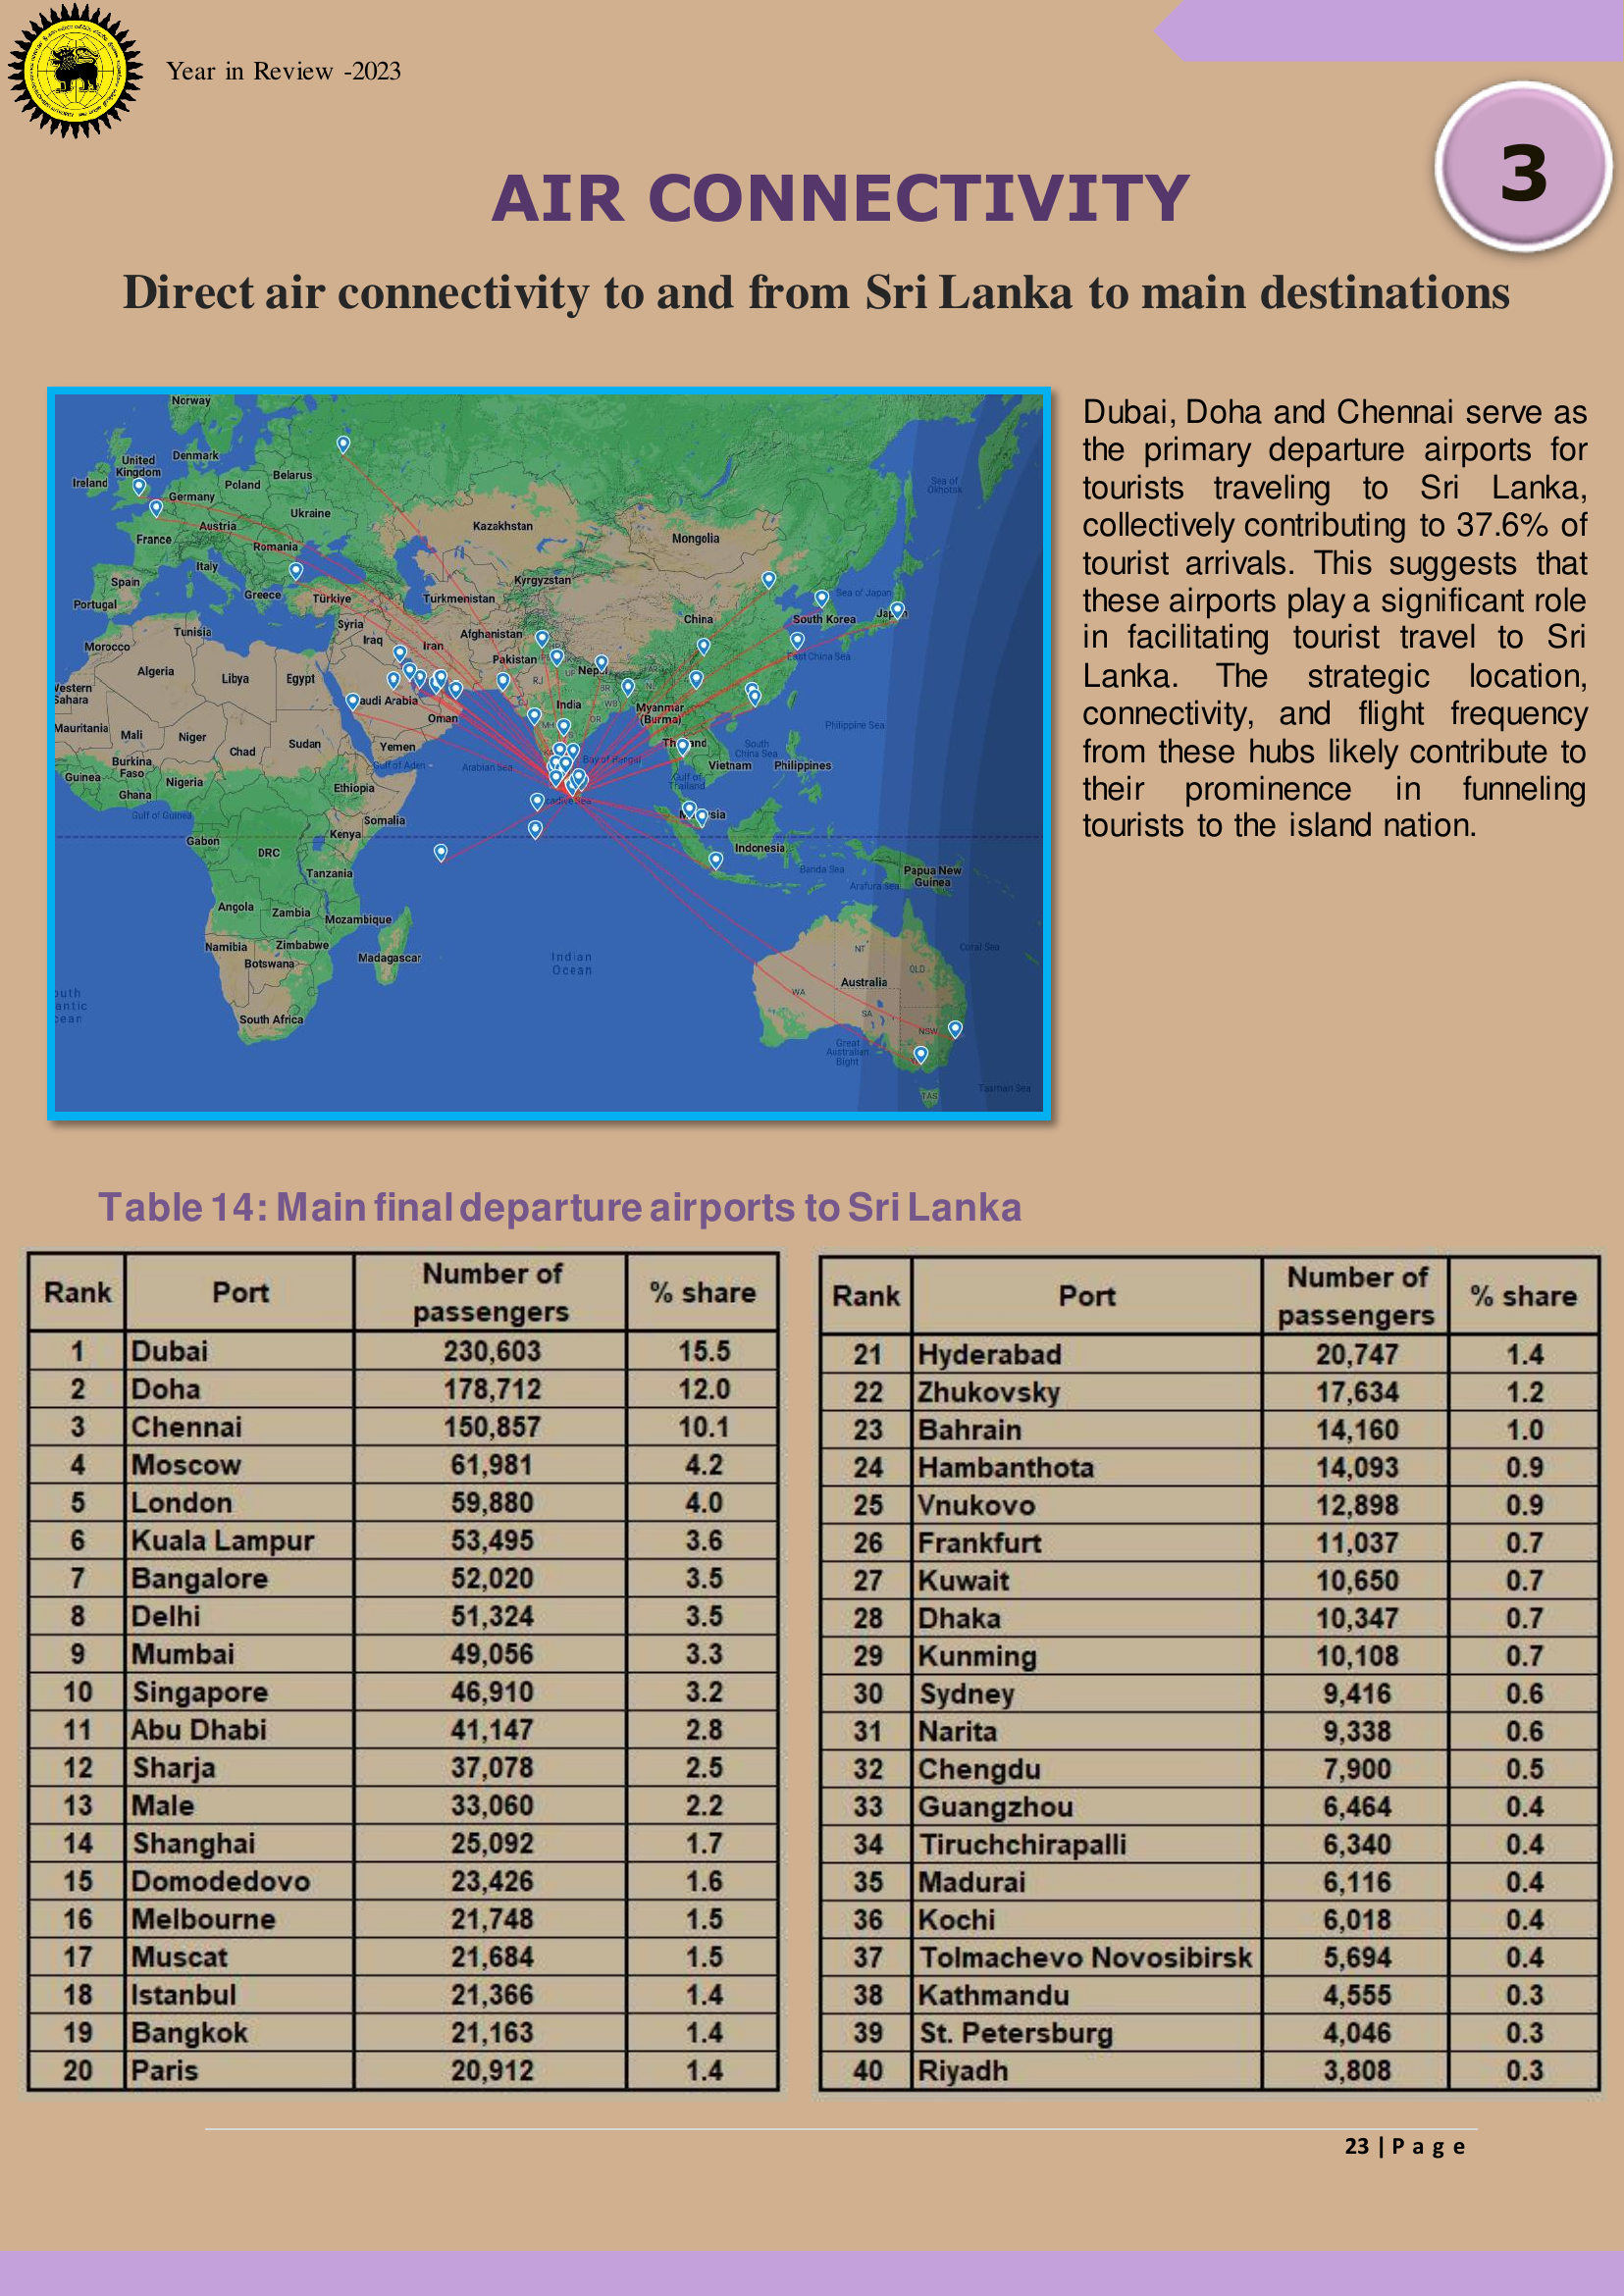 Year in Review -2023
3
AIR CONNECTIVITY
Direct air connectivity to and from Sri Lanka to main destinations
Norway
United
Kingdom
Denmark
Ireland
Poland
Belarus
Germany
Ukraine
Austria
France
Romania
Italy
Spain
Portugal
Greece
Türkiye
Kazakhstan
Mongolia
Kyrgyzstan
Turkmenistan
Sea of
Okhotsk
Sea of Japan
South Korea
China
East China Sea
Tunisia
Morocco
Syria
Iraq
Iran
Afghanistan
Pakistan
Algeria
Libya
Egypt
RJ
UP
BR
WB
NL
OR
MH
India
Myanmar
(Burma)
Western
Sahara
Oman
Mauritania
Mali
Niger
Chad
Sudan
Yemen
Gulf of Aden
Arabian Sea
Bay of Bengal
Vietnam
South
China Sea
Philippines
Philippine Sea
Gulf of
Thailand
Burkina
Faso
Guinea
Ghana
Nigeria
Ethiopia
Gulf of Guinea
Somalia
Gabon
Kenya
DRC
Tanzania
Indonesia
Banda Sea
Arafura Sea
Papua New
Guinea
Angola
Zambia
Mozambique
Namibia
Zimbabwe
Botswana
Madagascar
Indian
Ocean
South Africa
NT
QLD
Coral Sea
Australia
WA
SA
NSW
Great
Australian
Bight
Tasman Sea
TAS
Dubai, Doha and Chennai serve as
the primary departure airports for
tourists traveling to Sri Lanka,
collectively contributing to 37.6% of
tourist arrivals. This suggests that
these airports play a significant role
in facilitating tourist travel to Sri
Lanka. The strategic location,
connectivity, and flight frequency
from these hubs likely contribute to
their prominence in funneling
tourists to the island nation.
Table 14: Main final departure airports to Sri Lanka
Rank Port Number of passengers % share
1 Dubai 230,603 15.5
2 Doha 178,712 12.0
3 Chennai 150,857 10.1
4 Moscow 61,981 4.2
5 London 59,880 4.0
6 Kuala Lampur 53,495 3.6
7 Bangalore 52,020 3.5
8 Delhi 51,324 3.5
9 Mumbai 49,056 3.3
10 Singapore 46,910 3.2
11 Abu Dhabi 41,147 2.8
12 Sharja 37,078 2.5
13 Male 33,060 2.2
14 Shanghai 25,092 1.7
15 Domodedovo 23,426 1.6
16 Melbourne 21,748 1.5
17 Muscat 21,684 1.5
18 Istanbul 21,366 1.4
19 Bangkok 21,163 1.4
20 Paris 20,912 1.4
Rank Port Number of passengers % share
21 Hyderabad 20,747 1.4
22 Zhukovsky 17,634 1.2
23 Bahrain 14,160 1.0
24 Hambanthota 14,093 0.9
25 Vnukovo 12,898 0.9
26 Frankfurt 11,037 0.7
27 Kuwait 10,650 0.7
28 Dhaka 10,347 0.7
29 Kunming 10,108 0.7
30 Sydney 9,416 0.6
31 Narita 9,338 0.6
32 Chengdu 7,900 0.5
33 Guangzhou 6,464 0.4
34 Tiruchchirapalli 6,340 0.4
35 Madurai 6,116 0.4
36 Kochi 6,018 0.4
37 Tolmachevo Novosibirsk 5,694 0.4
38 Kathmandu 4,555 0.3
39 St. Petersburg 4,046 0.3
40 Riyadh 3,808 0.3
23 | P a g e